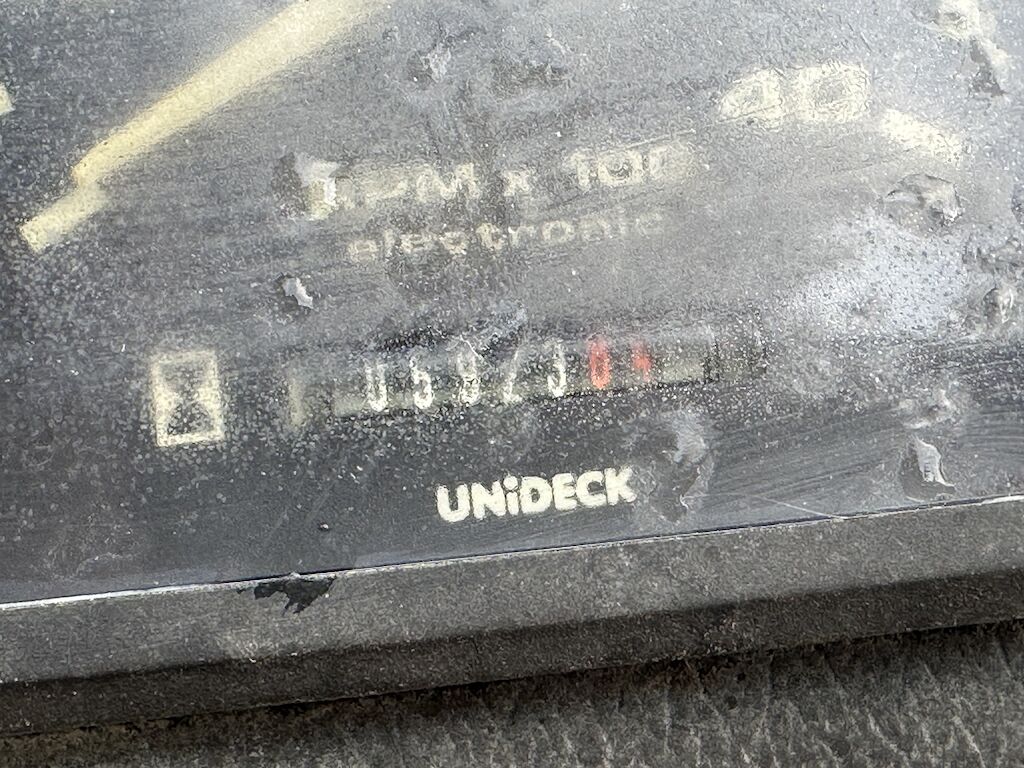 40
RPM x 100
electronic
0592304
UNiDECK